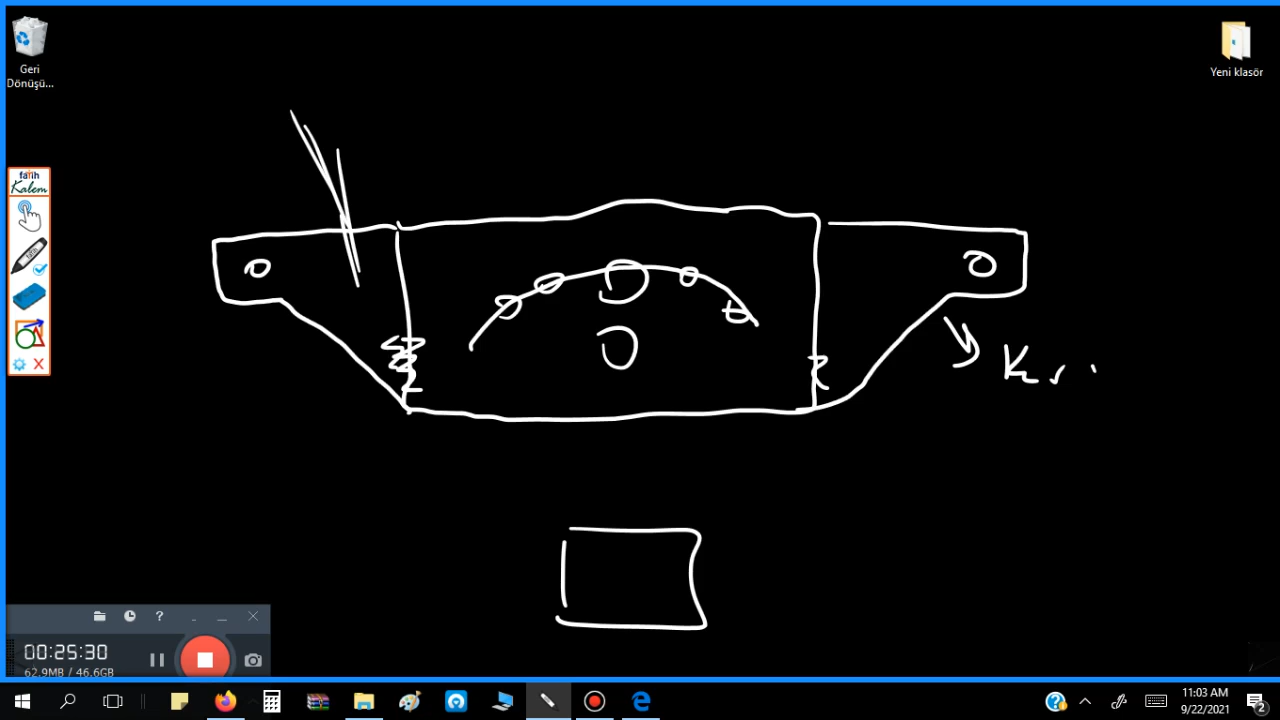 Geri
Dönüşü...
Yeni klasör
fatih
Kalem
00:25:30
62.9MB / 46.6GB
11:03 AM
9/22/2021
2